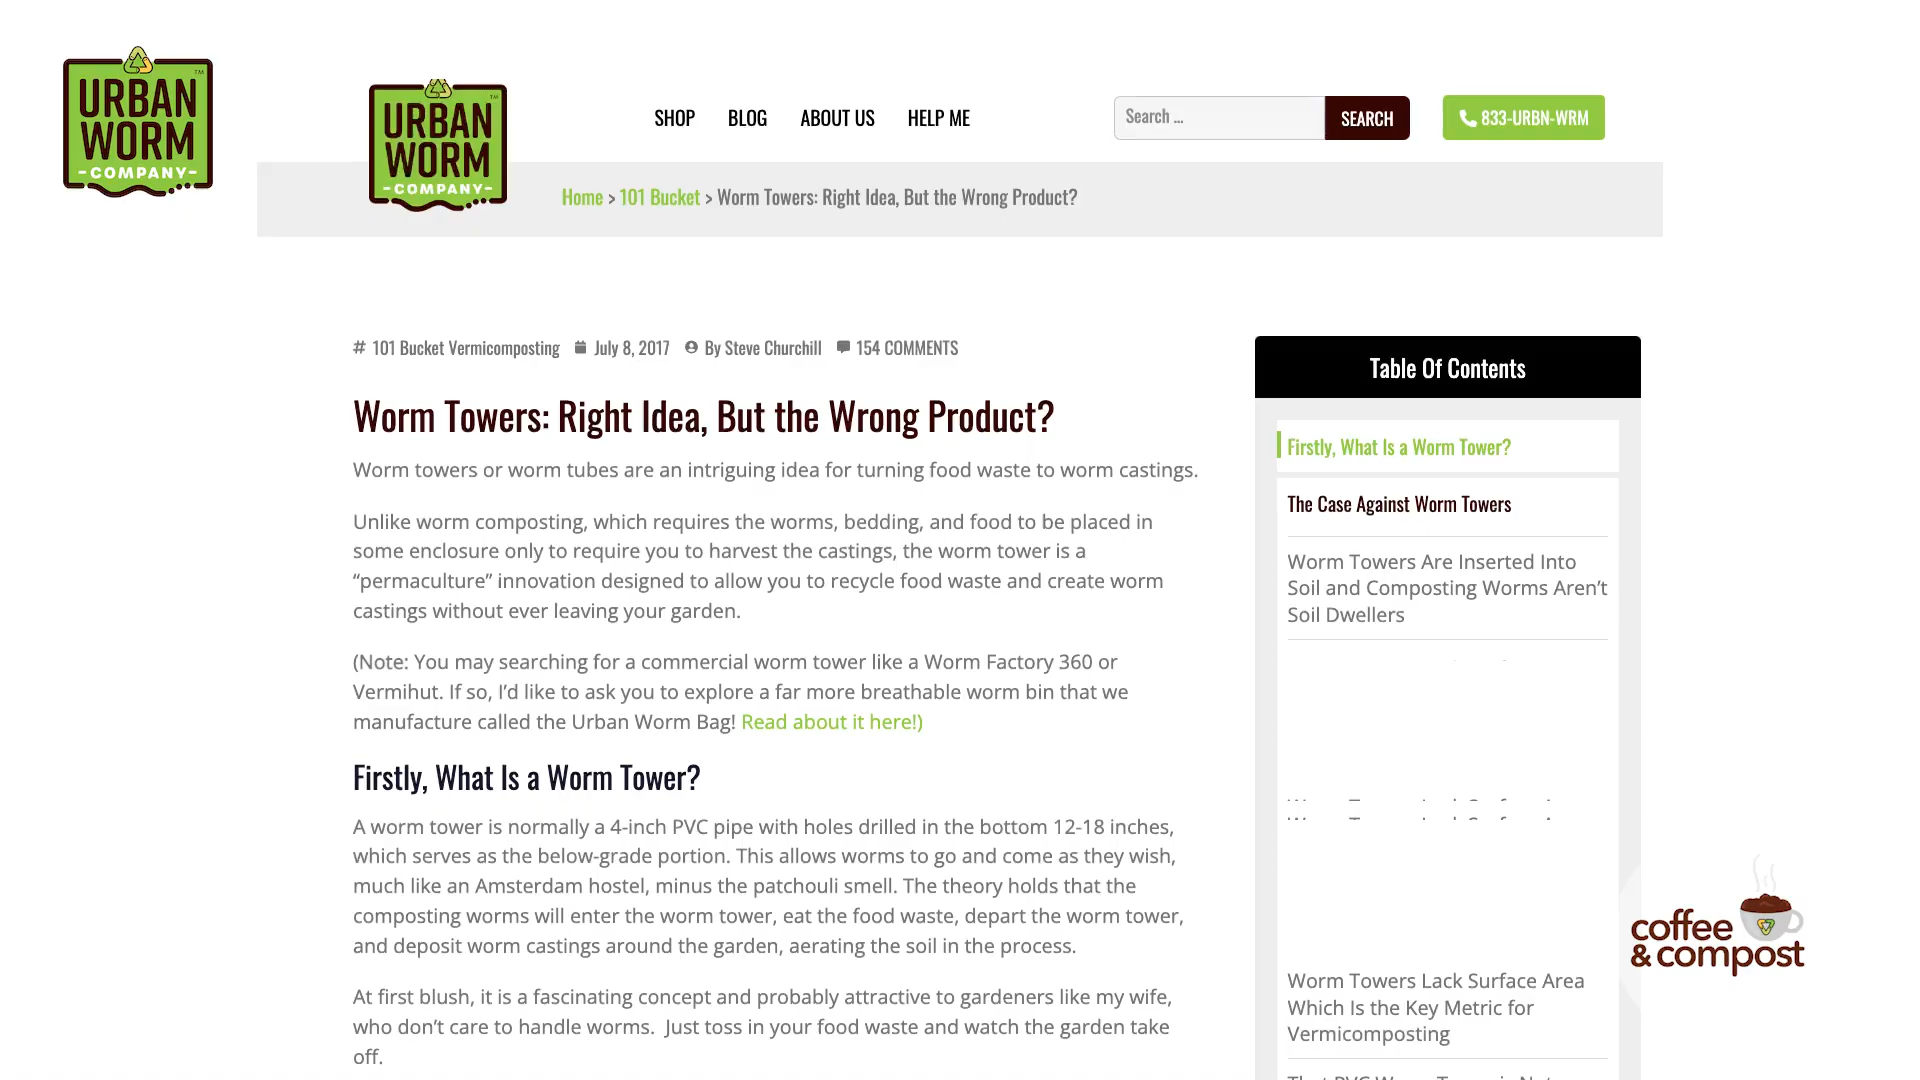 URBAN
WORM
-COMPANY-
TM
URBAN
WORM
-COMPANY-
TM
SHOP BLOG ABOUT US HELP ME
Search ...
SEARCH
833-URBN-WRM
Home > 101 Bucket > Worm Towers: Right Idea, But the Wrong Product?
# 101 Bucket Vermicomposting July 8, 2017 By Steve Churchill 154 COMMENTS
Worm Towers: Right Idea, But the Wrong Product?
Worm towers or worm tubes are an intriguing idea for turning food waste to worm castings.
Unlike worm composting, which requires the worms, bedding, and food to be placed in
some enclosure only to require you to harvest the castings, the worm tower is a
“permaculture” innovation designed to allow you to recycle food waste and create worm
castings without ever leaving your garden.
(Note: You may searching for a commercial worm tower like a Worm Factory 360 or
Vermihut. If so, I’d like to ask you to explore a far more breathable worm bin that we
manufacture called the Urban Worm Bag! Read about it here!)
Firstly, What Is a Worm Tower?
A worm tower is normally a 4-inch PVC pipe with holes drilled in the bottom 12-18 inches,
which serves as the below-grade portion. This allows worms to go and come as they wish,
much like an Amsterdam hostel, minus the patchouli smell. The theory holds that the
composting worms will enter the worm tower, eat the food waste, depart the worm tower,
and deposit worm castings around the garden, aerating the soil in the process.
At first blush, it is a fascinating concept and probably attractive to gardeners like my wife,
who don’t care to handle worms. Just toss in your food waste and watch the garden take
off.
Table Of Contents
Firstly, What Is a Worm Tower?
The Case Against Worm Towers
Worm Towers Are Inserted Into
Soil and Composting Worms Aren’t
Soil Dwellers
Worm Towers Lack Surface Area
Which Is the Key Metric for
Vermicomposting
coffee
& compost